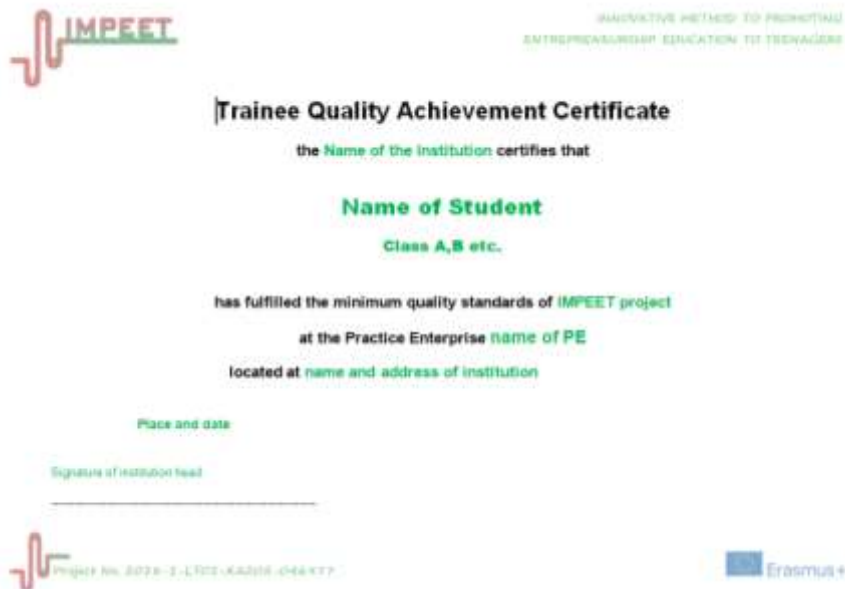 IMPEET
INNOVATIVE METHOD TO PROMOTING
ENTREPRENEURSHIP EDUCATION TO TEENAGERS
Trainee Quality Achievement Certificate
the Name of the Institution certifies that
Name of Student
Class A,B etc.
has fulfilled the minimum quality standards of IMPEET project
at the Practice Enterprise name of PE
located at name and address of institution
Place and date
Signature of institution head
Project No.
Erasmus+